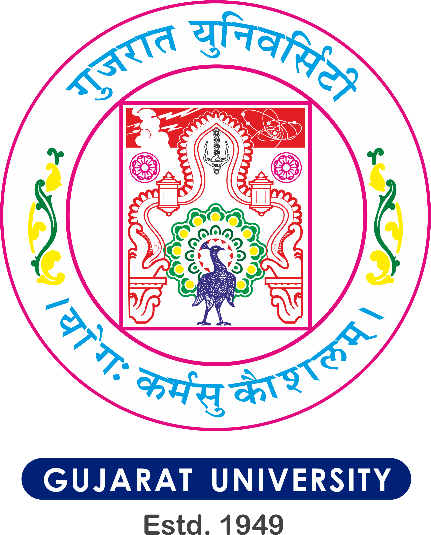 गुजरात युनिवर्सिटी
। योगः कर्मसु कौशलम् ।
GUJARAT UNIVERSITY
Estd. 1949